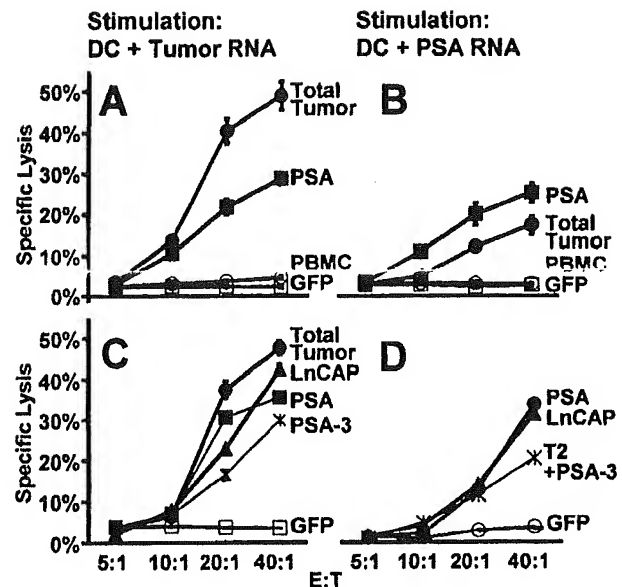 Stimulation:
DC + Tumor RNA
Stimulation:
DC + PSA RNA
A
B
Specific Lysis
50%
40%
30%
20%
10%
0%
Total
Tumor
PSA
PBMC
GFP
PSA
Total
Tumor
PBMC
GFP
C
D
Specific Lysis
50%
40%
30%
20%
10%
0%
Total
Tumor
LnCAP
PSA
PSA-3
GFP
PSA
LnCAP
T2
+PSA-3
GFP
5:1 10:1 20:1 40:1
5:1 10:1 20:1 40:1
E:T